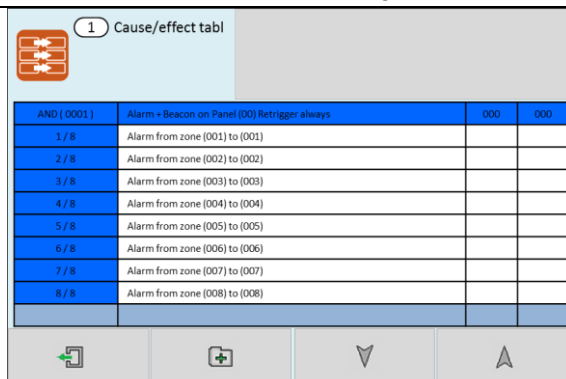 1 Cause/effect tabl
AND ( 0001 ) Alarm + Beacon on Panel (00) Retrigger always 000 000
1 / 8 Alarm from zone (001) to (001)
2 / 8 Alarm from zone (002) to (002)
3 / 8 Alarm from zone (003) to (003)
4 / 8 Alarm from zone (004) to (004)
5 / 8 Alarm from zone (005) to (005)
6 / 8 Alarm from zone (006) to (006)
7 / 8 Alarm from zone (007) to (007)
8 / 8 Alarm from zone (008) to (008)